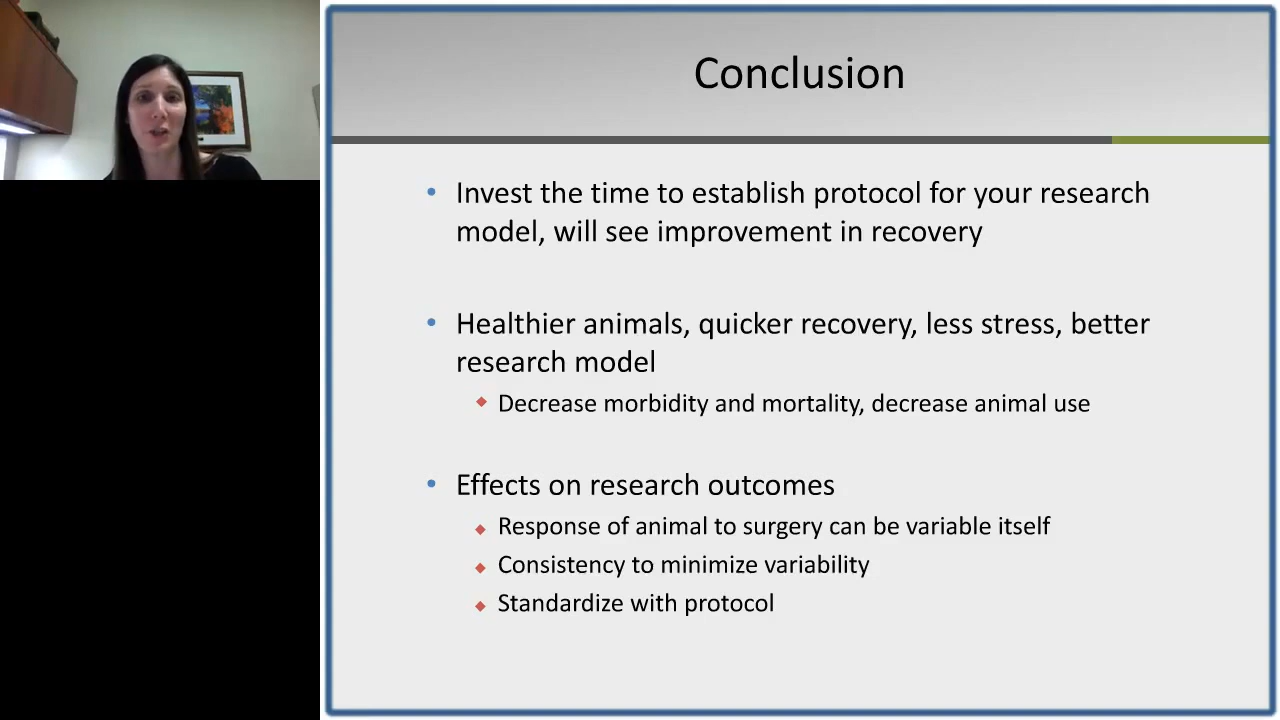 Conclusion
• Invest the time to establish protocol for your research
model, will see improvement in recovery
• Healthier animals, quicker recovery, less stress, better
research model
◆ Decrease morbidity and mortality, decrease animal use
• Effects on research outcomes
◆ Response of animal to surgery can be variable itself
◆ Consistency to minimize variability
◆ Standardize with protocol